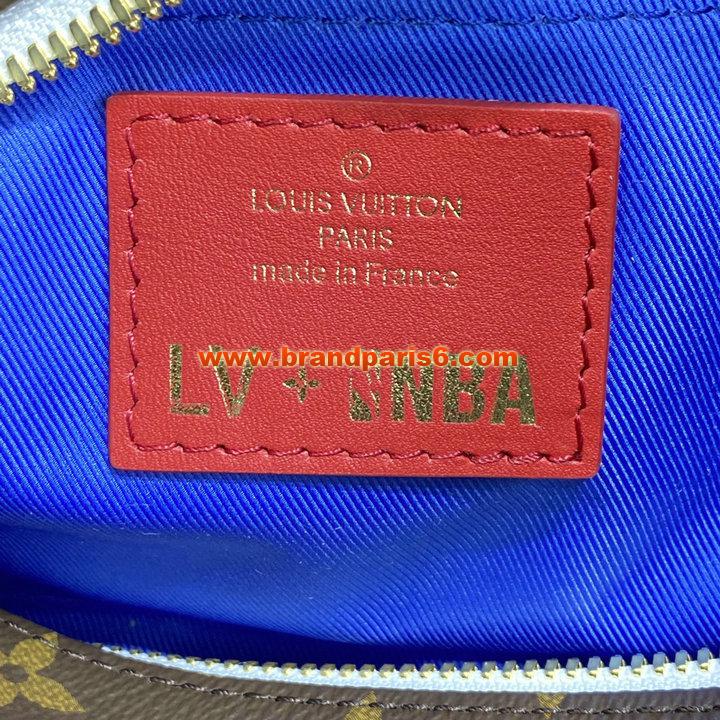 ®
LOUIS VUITTON
PARIS
made in France
www.brandparis6.com
LV + NBA